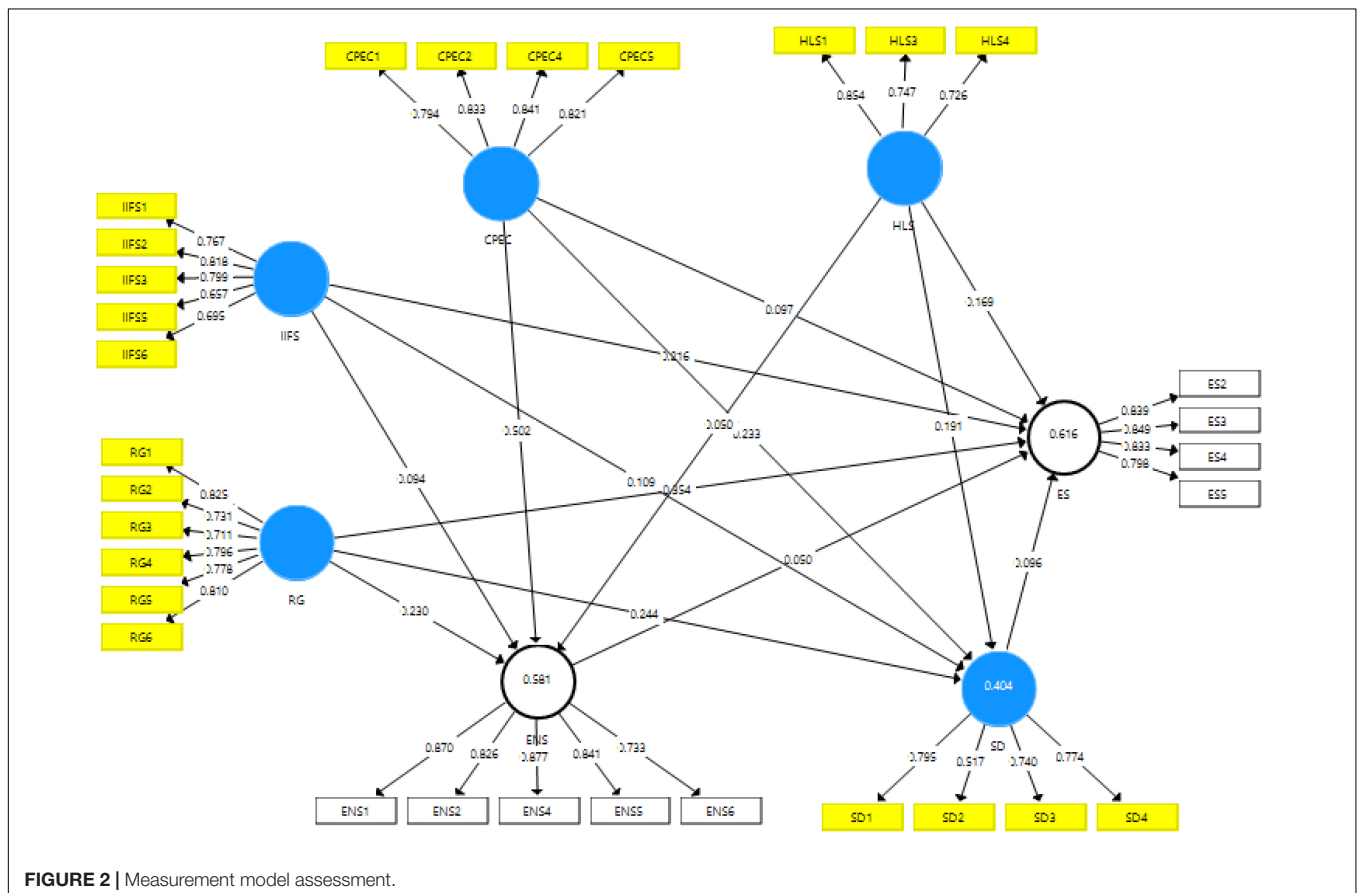 CPEC1 CPEC2 CPEC4 CPEC5
HLS1 HLS3 HLS4
0.794 0.833 0.841 0.821
0.854 0.747 0.726
CPEC
HLS
IIFS1
IIFS2
IIFS3
IIFS5
IIFS6
0.767
0.818
0.799
0.657
0.695
IIFS
0.097
0.169
0.216
RG1
RG2
RG3
RG4
RG5
RG6
0.825
0.731
0.711
0.796
0.778
0.810
RG
0.502
0.050
0.233
0.191
0.616
ES
ES2
ES3
ES4
ES5
0.839
0.849
0.833
0.798
0.094
0.109
0.354
0.050
0.096
0.230
0.244
0.581
ENS
0.404
SD
0.870 0.826 0.877 0.841 0.733
0.795 0.517 0.740 0.774
ENS1 ENS2 ENS4 ENS5 ENS6
SD1 SD2 SD3 SD4
FIGURE 2 | Measurement model assessment.